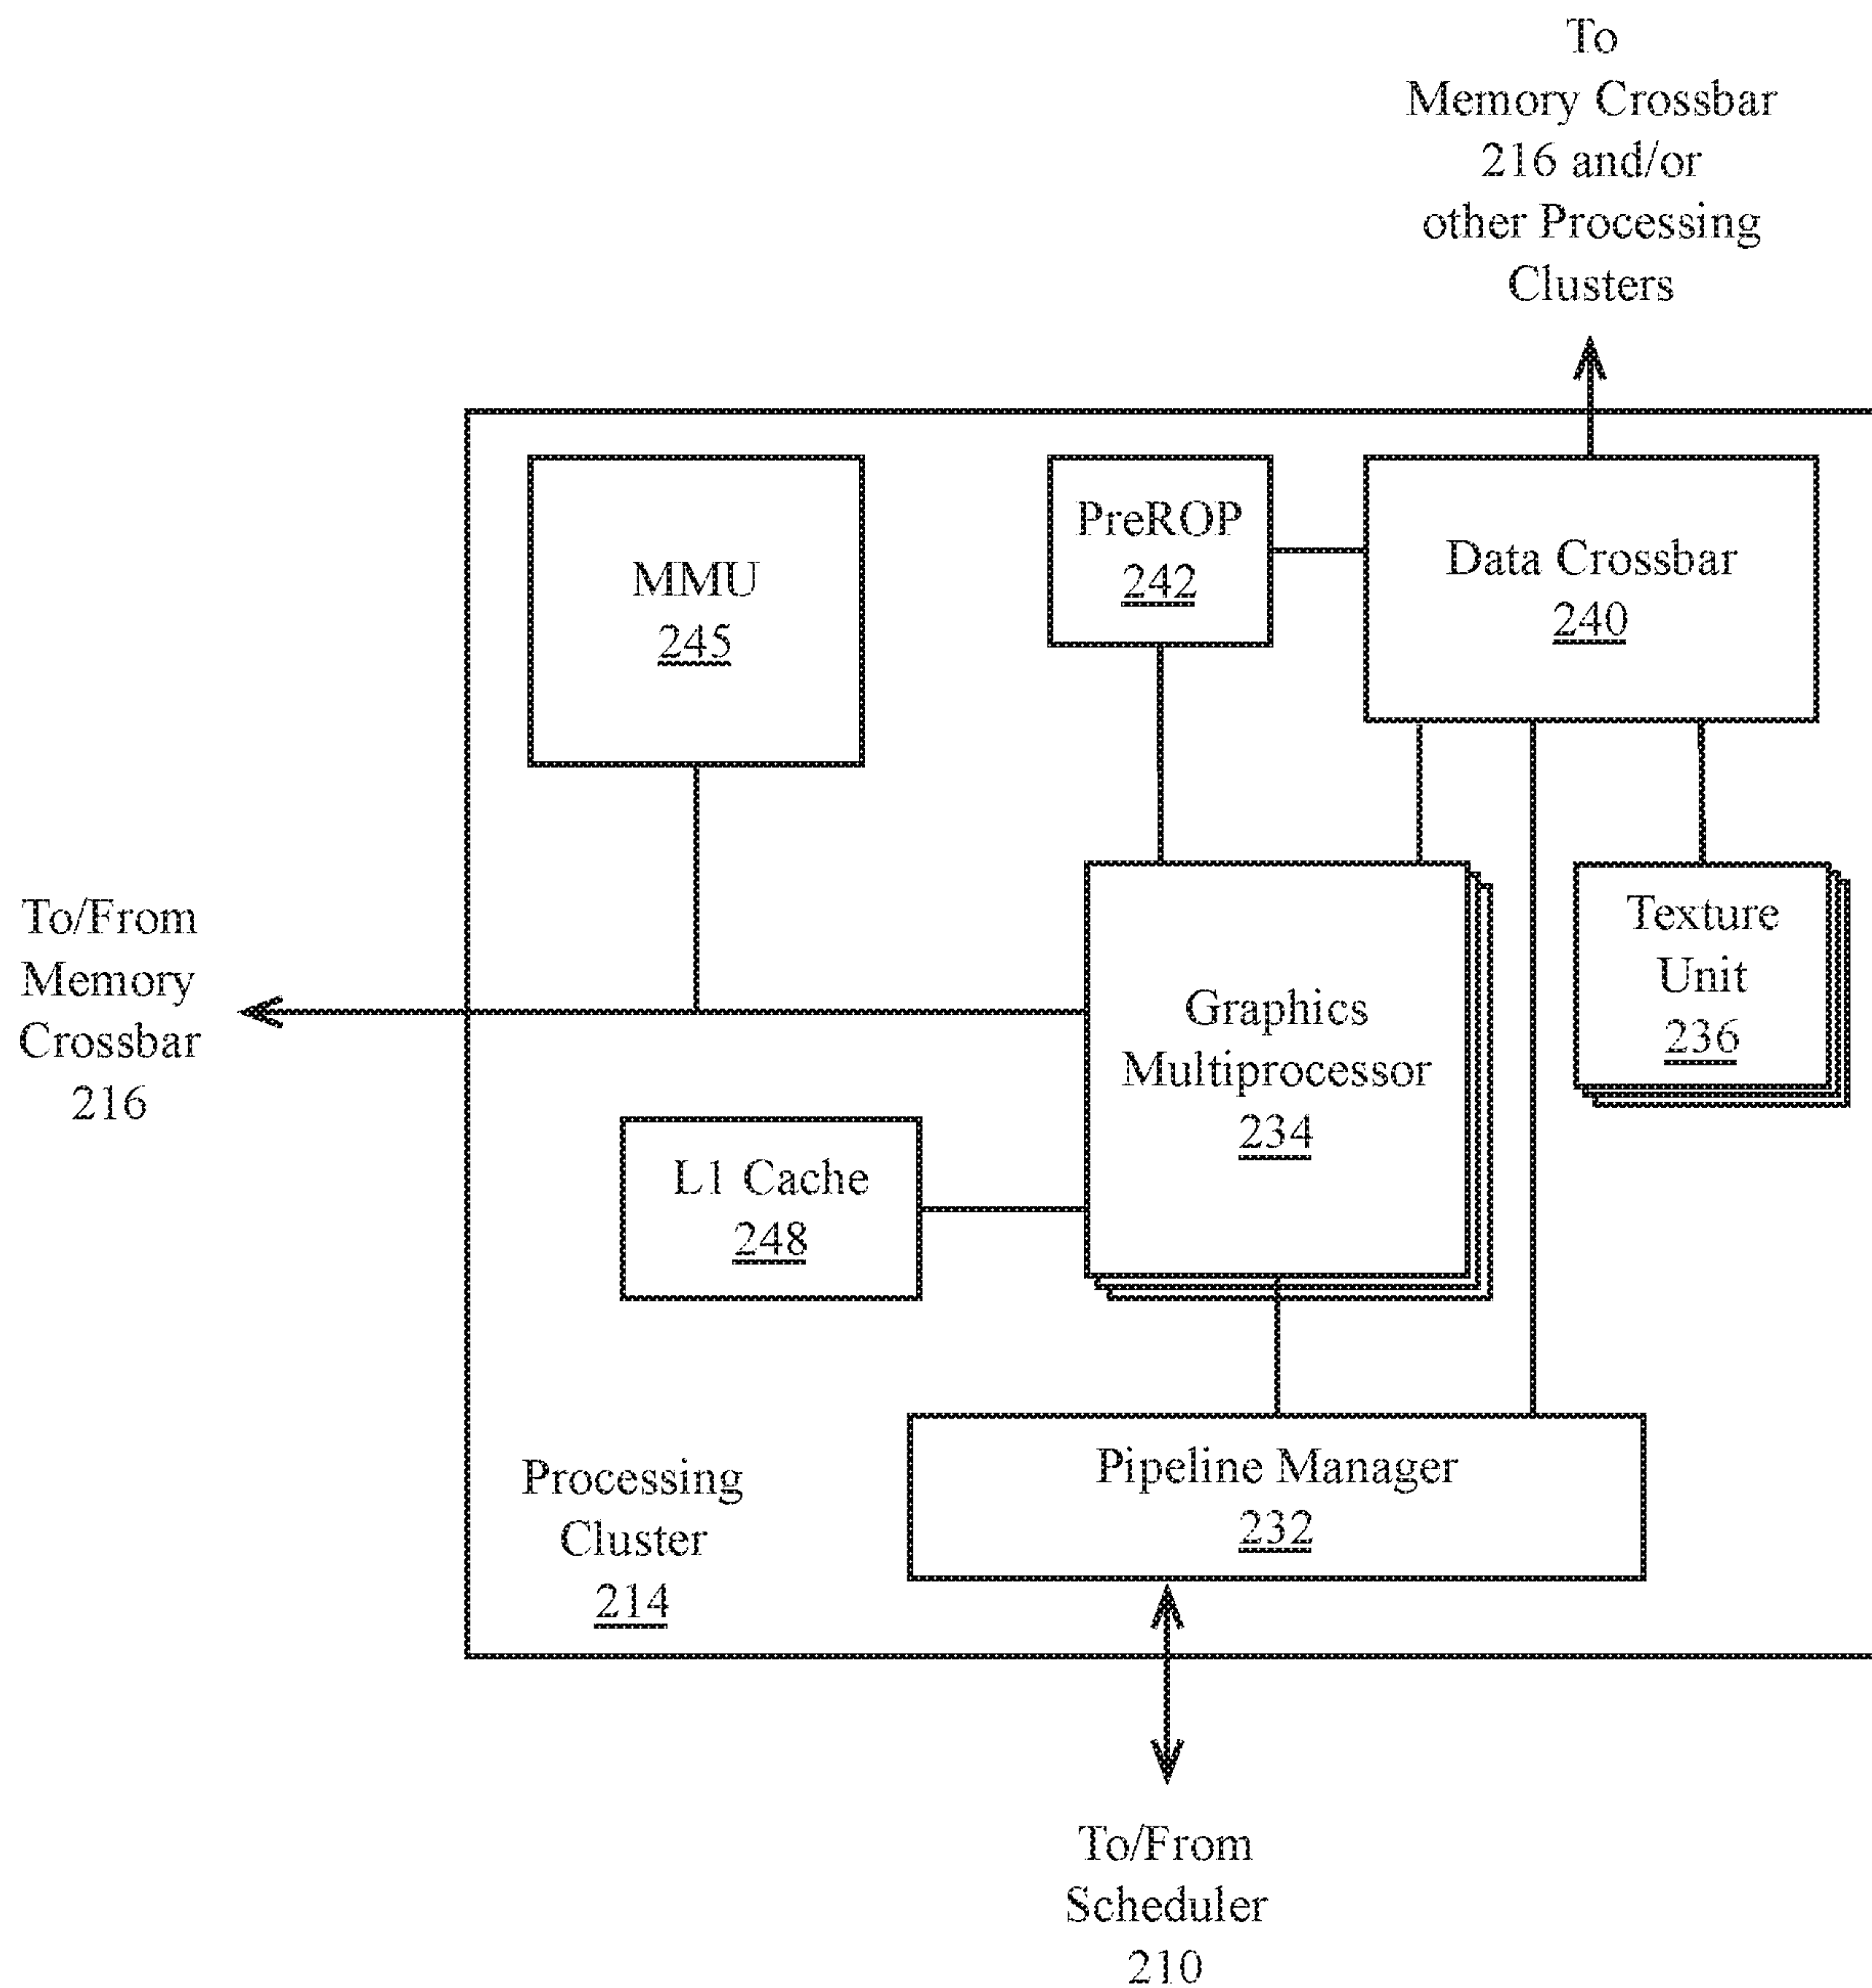 To
Memory Crossbar
216 and/or
other Processing
Clusters
MMU
245
PreROP
242
Data Crossbar
240
To/From
Memory
Crossbar
216
Graphics
Multiprocessor
234
Texture
Unit
236
L1 Cache
248
Processing
Cluster
214
Pipeline Manager
232
To/From
Scheduler
210